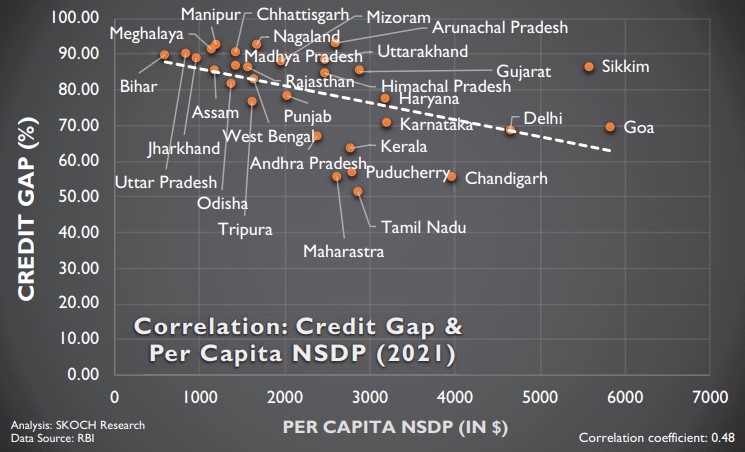 100.00
90.00
80.00
70.00
60.00
50.00
40.00
30.00
20.00
10.00
0.00
CREDIT GAP (%)
Manipur
Chhattisgarh
Mizoram
Meghalaya
Nagaland
Arunachal Pradesh
Madhya Pradesh
Uttarakhand
Sikkim
Gujarat
Bihar
Rajasthan
Himachal Pradesh
Haryana
Assam
Punjab
Delhi
Karnataka
Goa
West Bengal
Jharkhand
Kerala
Andhra Pradesh
Puducherry
Chandigarh
Uttar Pradesh
Odisha
Tripura
Tamil Nadu
Maharastra
Correlation: Credit Gap &
Per Capita NSDP (2021)
0
1000
2000
3000
4000
5000
6000
7000
PER CAPITA NSDP (IN $)
Analysis: SKOCH Research
Data Source: RBI
Correlation coefficient: 0.48